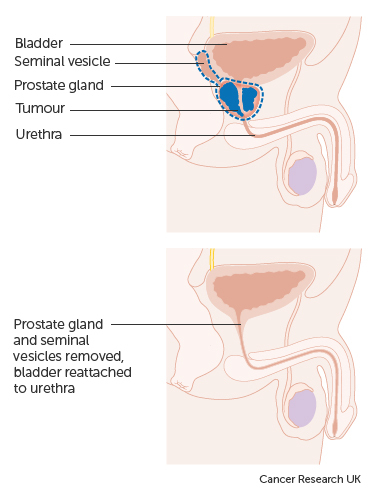 Bladder
Seminal vesicle
Prostate gland
Tumour
Urethra
Prostate gland
and seminal
vesicles removed,
bladder reattached
to urethra
Cancer Research UK